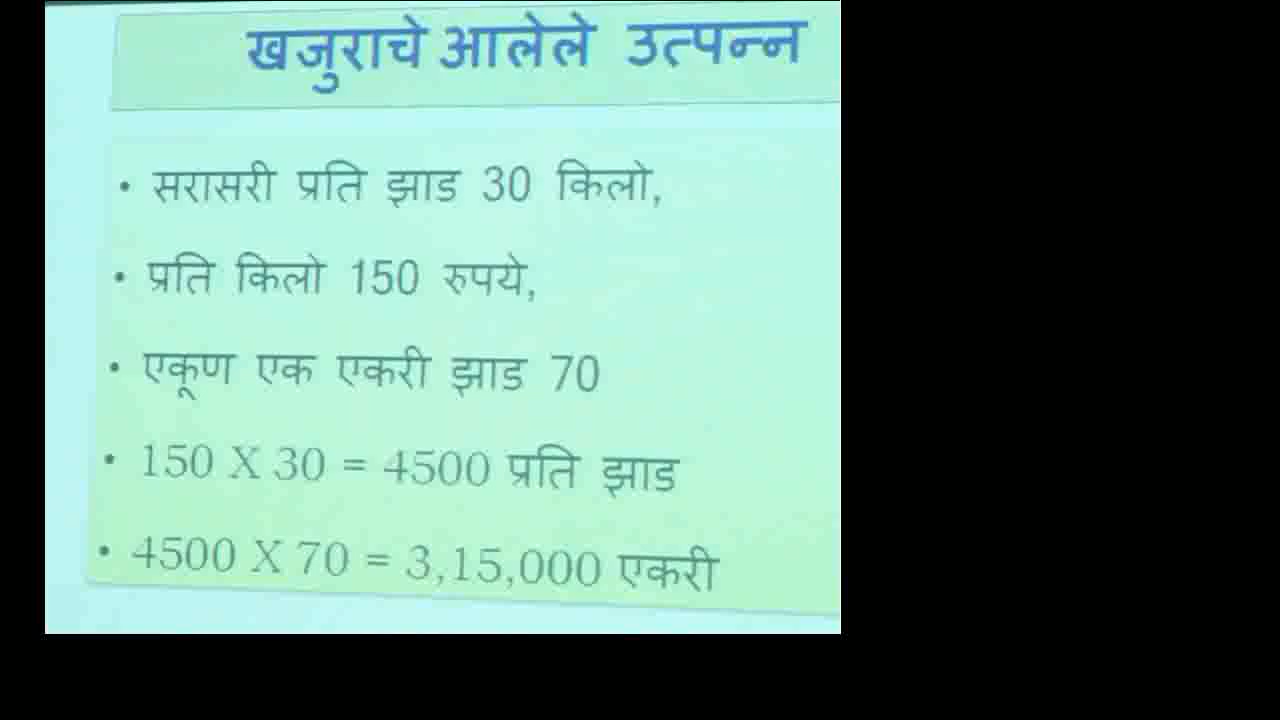 खजुराचे आलेले उत्पन्न
• सरासरी प्रति झाड 30 किलो,
• प्रति किलो 150 रुपये,
• एकूण एक एकरी झाड 70
• 150 X 30 = 4500 प्रति झाड
• 4500 X 70 = 3,15,000 एकरी